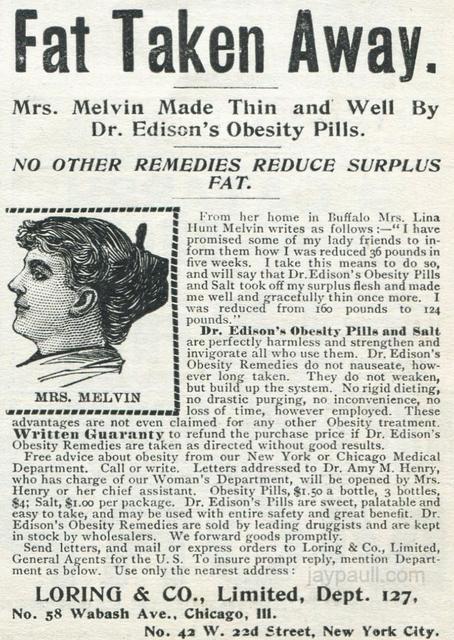 Fat Taken Away.
Mrs. Melvin Made Thin and Well By
Dr. Edison's Obesity Pills.
NO OTHER REMEDIES REDUCE SURPLUS
FAT.
From her home in Buffalo Mrs. Lina
Hunt Melvin writes as follows:—"I have
promised some of my lady friends to in-
form them how I was reduced 36 pounds in
five weeks. I take this means to do so,
and will say that Dr. Edison's Obesity Pills
and Salt took off my surplus flesh and made
me well and gracefully thin once more. I
was reduced from 160 pounds to 124
pounds."
MRS. MELVIN
Dr. Edison's Obesity Pills and Salt
are perfectly harmless and strengthen and
invigorate all who use them. Dr. Edison's
Obesity Remedies do not nauseate, how-
ever long taken. They do not weaken,
but build up the system. No rigid dieting,
no drastic purging, no inconvenience, no
loss of time, however employed. These
advantages are not even claimed for any other Obesity treatment.
Written Guaranty to refund the purchase price if Dr. Edison's
Obesity Remedies are taken as directed without good results.
Free advice about obesity from our New York or Chicago Medical
Department. Call or write. Letters addressed to Dr. Amy M. Henry,
who has charge of our Woman's Department, will be opened by Mrs.
Henry or her chief assistant. Obesity Pills, $1.50 a bottle, 3 bottles,
$4; Salt, $1.00 per package. Dr. Edison's Pills are sweet, palatable and
easy to take, and may be used with entire safety and great benefit. Dr.
Edison's Obesity Remedies are sold by leading druggists and are kept
in stock by wholesalers. We forward goods promptly.
Send letters, and mail or express orders to Loring & Co., Limited,
General Agents for the U. S. To insure prompt reply, mention Depart-
ment as below. Use only the nearest address:
jaypaull.com
LORING & CO., Limited, Dept. 127,
No. 58 Wabash Ave., Chicago, Ill.
No. 42 W. 22d Street, New York City.